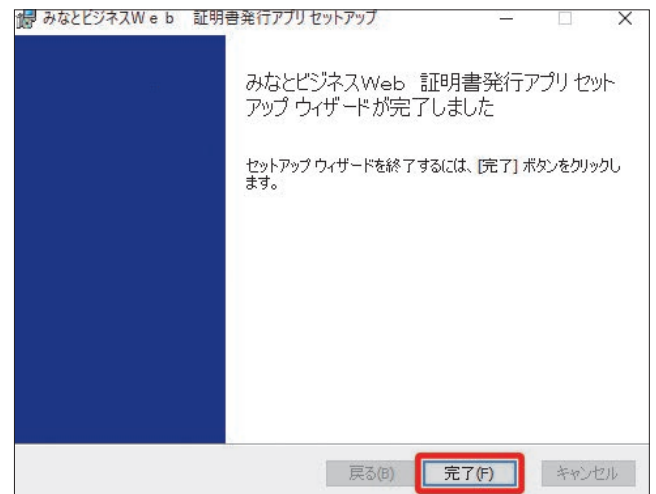 みなとビジネスWeb 証明書発行アプリ セットアップ
みなとビジネスWeb 証明書発行アプリ セット
アップ ウィザードが完了しました
セットアップ ウィザードを終了するには、[完了] ボタンをクリックし
ます。
戻る(B) 完了(F) キャンセル